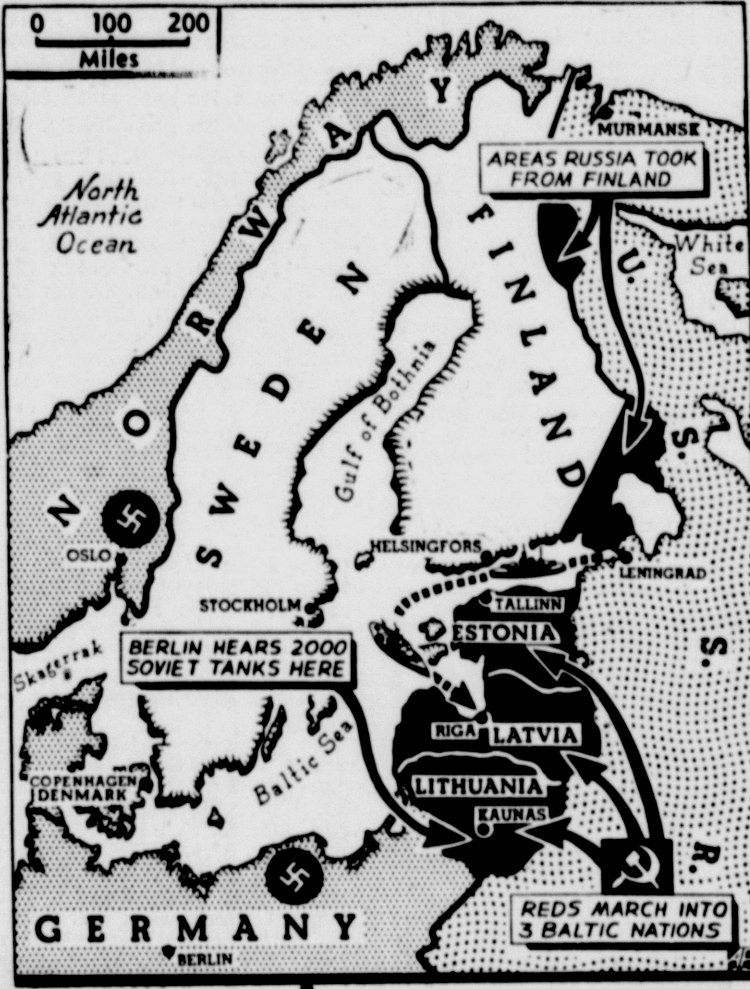 0 100 200
Miles
NORWAY
MURMANSK
AREAS RUSSIA TOOK
FROM FINLAND
North
Atlantic
Ocean
White
Sea
SWEDEN
FINLAND
U.S.S.R.
Gulf of Bothnia
OSLO
HELSINGFORS
LENINGRAD
STOCKHOLM
TALLINN
ESTONIA
BERLIN HEARS 2000
SOVIET TANKS HERE
Skagerrak
RIGA
LATVIA
Baltic Sea
COPENHAGEN
DENMARK
LITHUANIA
KAUNAS
REDS MARCH INTO
3 BALTIC NATIONS
GERMANY
BERLIN